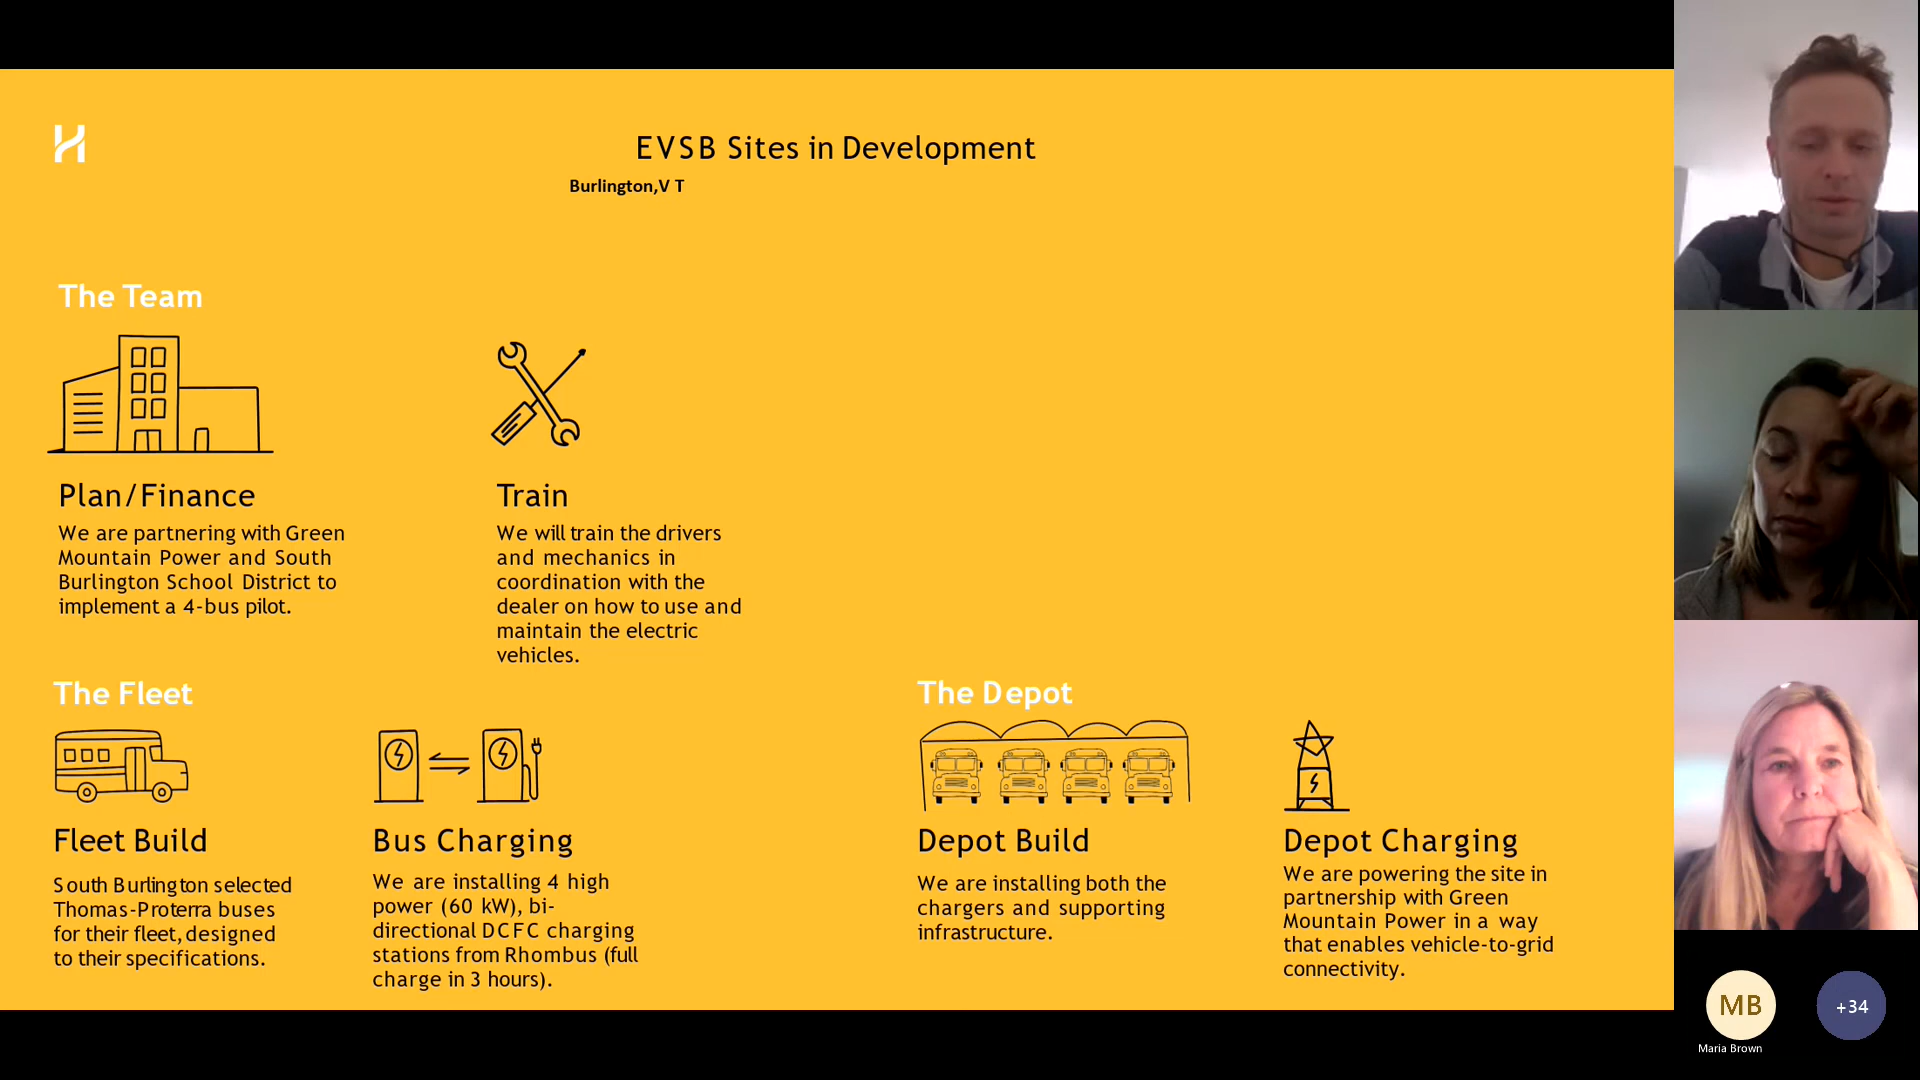 EVSB Sites in Development
Burlington,V T
The Team
Plan/Finance
We are partnering with Green
Mountain Power and South
Burlington School District to
implement a 4-bus pilot.
Train
We will train the drivers
and mechanics in
coordination with the
dealer on how to use and
maintain the electric
vehicles.
The Fleet
Fleet Build
South Burlington selected
Thomas-Proterra buses
for their fleet, designed
to their specifications.
Bus Charging
We are installing 4 high
power (60 kW), bi-
directional DCFC charging
stations from Rhombus (full
charge in 3 hours).
The Depot
Depot Build
We are installing both the
chargers and supporting
infrastructure.
Depot Charging
We are powering the site in
partnership with Green
Mountain Power in a way
that enables vehicle-to-grid
connectivity.
MB
Maria Brown
+34